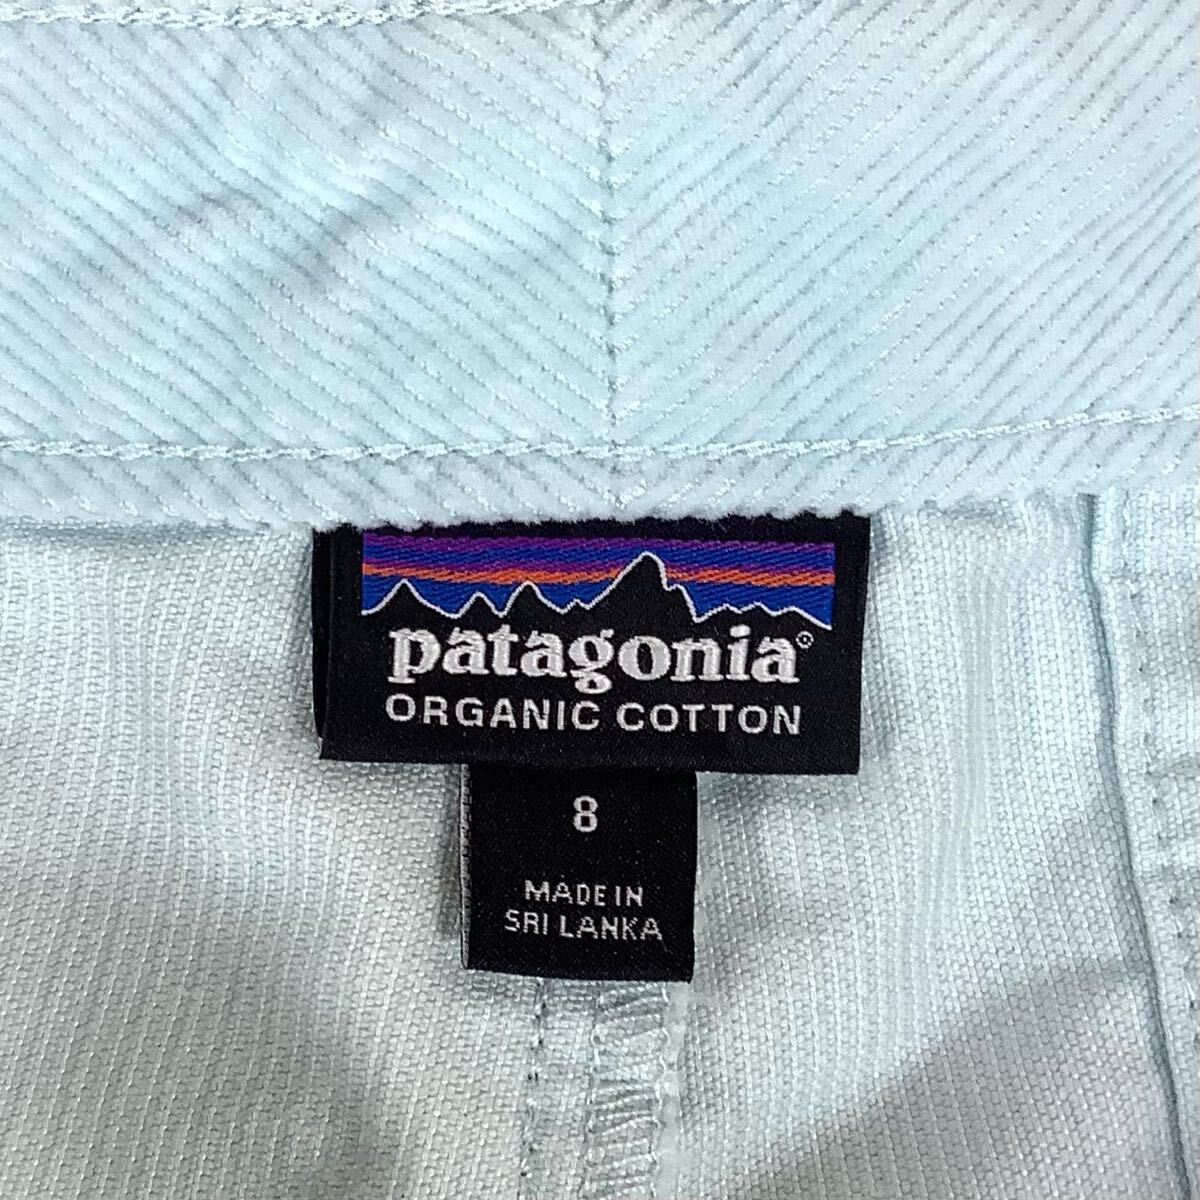 patagonia®
ORGANIC COTTON
8
MADE IN
SRI LANKA